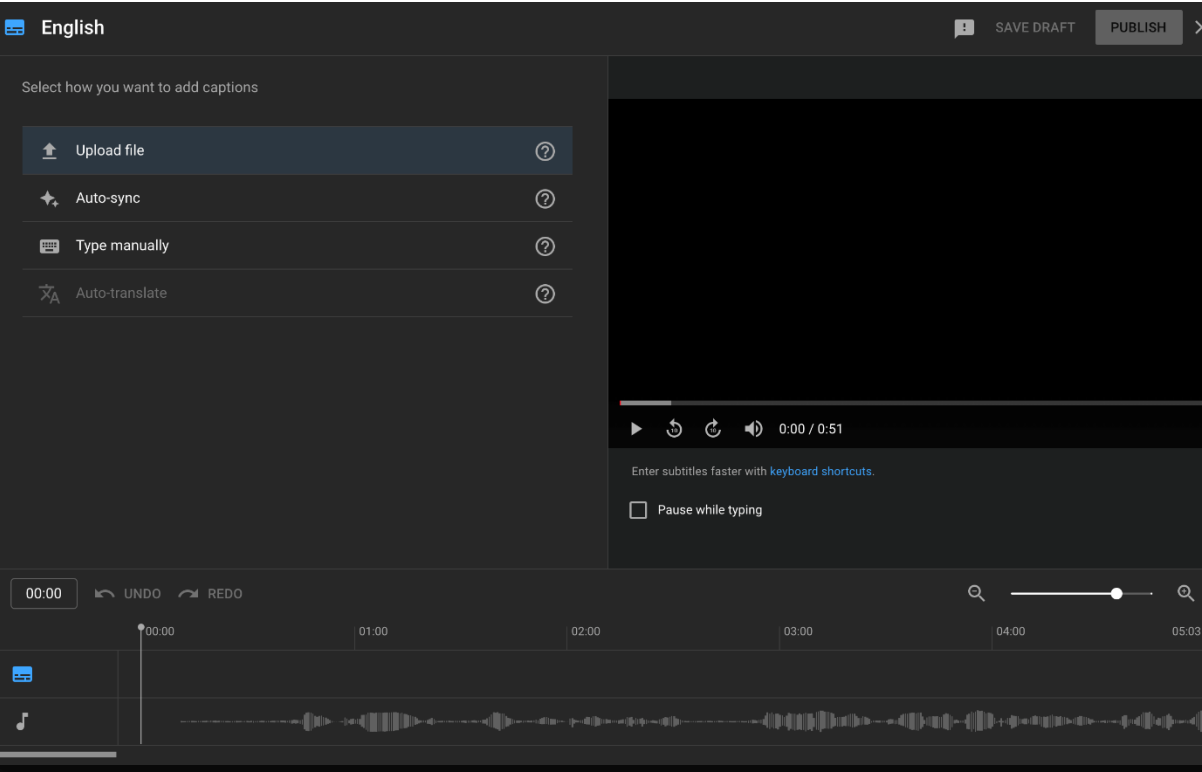 English
SAVE DRAFT
PUBLISH
Select how you want to add captions
Upload file
Auto-sync
Type manually
Auto-translate
0:00 / 0:51
Enter subtitles faster with keyboard shortcuts.
Pause while typing
00:00
UNDO
REDO
00:00
01:00
02:00
03:00
04:00
05:03